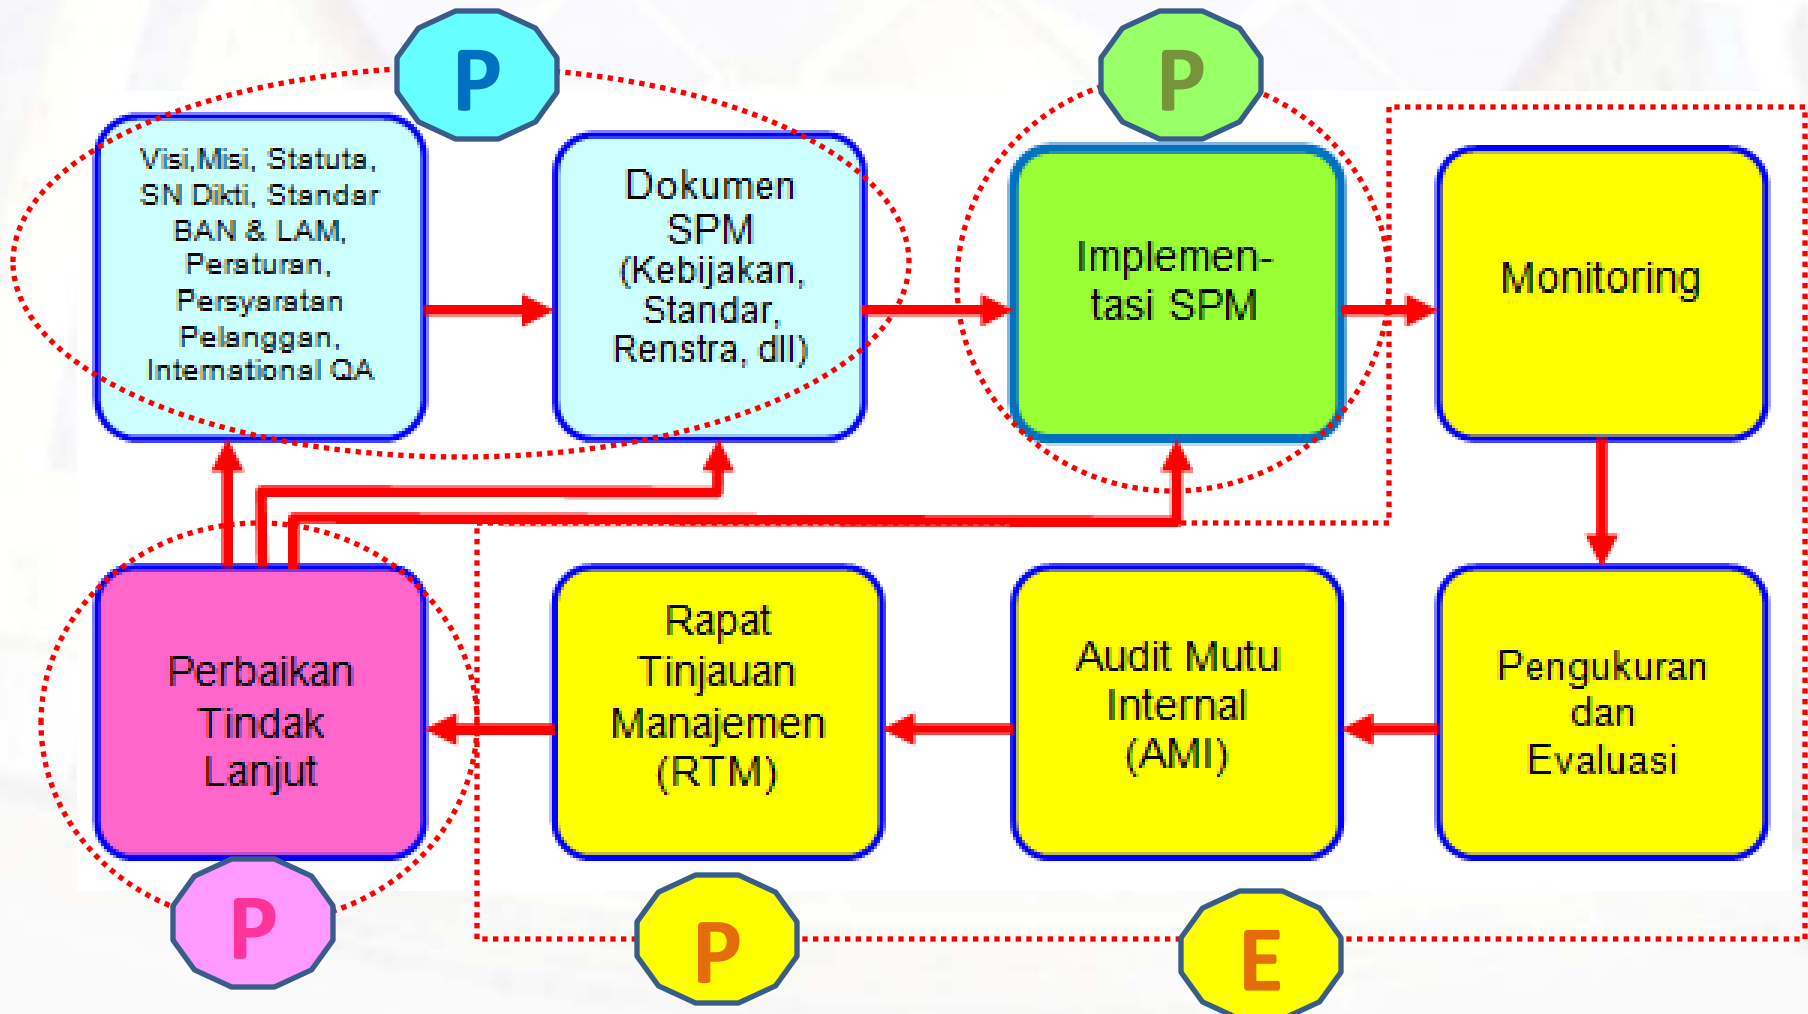 P
P
Visi,Misi, Statuta,
SN Dikti, Standar
BAN & LAM,
Peraturan,
Persyaratan
Pelanggan,
International QA
Dokumen
SPM
(Kebijakan,
Standar,
Renstra, dll)
Implemen-
tasi SPM
Monitoring
Perbaikan
Tindak
Lanjut
Rapat
Tinjauan
Manajemen
(RTM)
Audit Mutu
Internal
(AMI)
Pengukuran
dan
Evaluasi
P
P
E